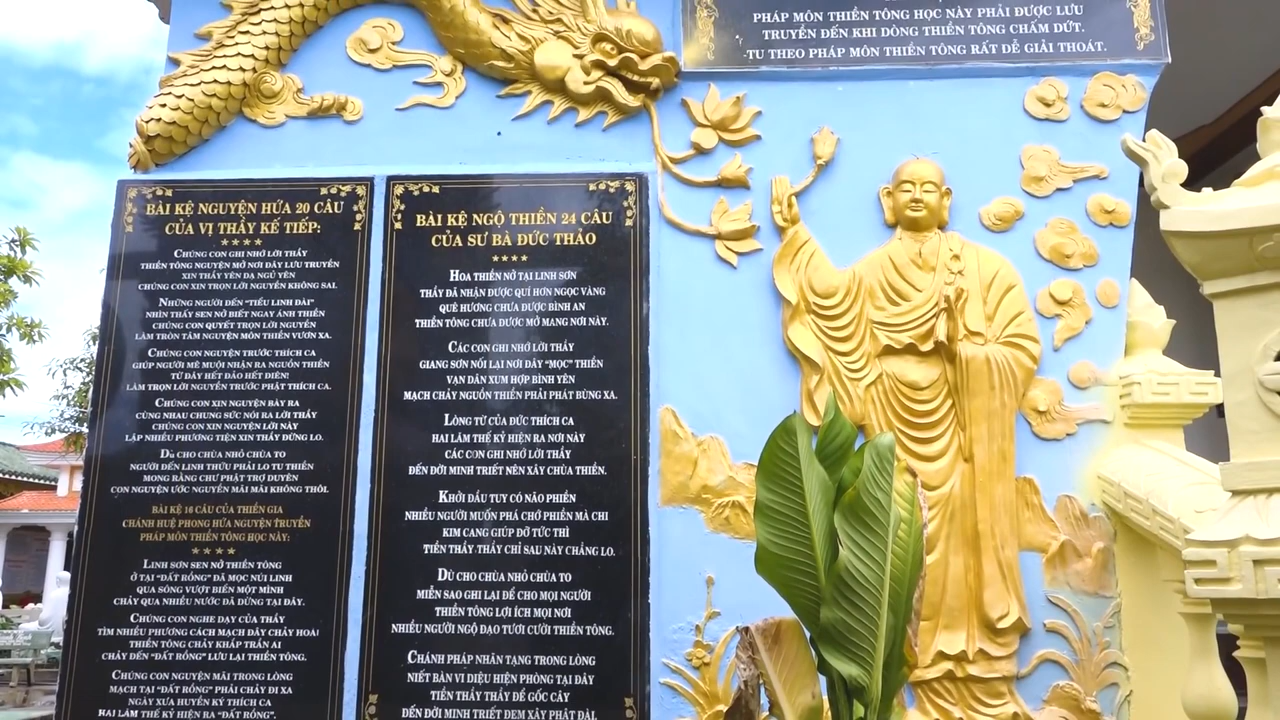 PHÁP MÔN THIỀN TÔNG HỌC NÀY PHẢI ĐƯỢC LƯU
TRUYỀN ĐẾN KHI DÒNG THIỀN TÔNG CHẤM DỨT.
-TU THEO PHÁP MÔN THIỀN TÔNG RẤT DỄ GIẢI THOÁT.
BÀI KỆ NGUYỆN HỨA 20 CÂU
CỦA VỊ THẦY KẾ TIẾP:
CHÚNG CON GHI NHỚ LỜI THẦY
THIỀN TÔNG NGUYỆN MỞ NƠI ĐÂY LƯU TRUYỀN
XIN THẦY YÊN DẠ NGỦ YÊN
CHÚNG CON XIN TRỌN LỜI NGUYỀN KHÔNG SAI.
NHỮNG NGƯỜI ĐẾN "TIỂU LINH ĐÀI"
NHÌN THẤY SEN NỞ BIẾT NGAY ÁNH THIỀN
CHÚNG CON QUYẾT TRỌN LỜI NGUYỀN
LÀM TRÒN TÂM NGUYỆN MÔN THIỀN VƯƠN XA.
CHÚNG CON NGUYỆN TRƯỚC THÍCH CA
GIÚP NGƯỜI MÊ MUỘI NHẬN RA NGUỒN THIỀN
TỪ ĐÂY HẾT ĐẢO HẾT ĐIÊN!
LÀM TRỌN LỜI NGUYỆN TRƯỚC PHẬT THÍCH CA.
CHÚNG CON XIN NGUYỆN BÀY RA
CÙNG NHAU CHUNG SỨC NÓI RA LỜI THẦY
CHÚNG CON XIN NGUYỆN LỜI NÀY
LẬP NHIỀU PHƯƠNG TIỆN XIN THẦY ĐỪNG LO.
DÙ CHO CHÙA NHỎ CHÙA TO
NGƯỜI ĐẾN LINH THỨU PHẢI LO TU THIỀN
MONG RẰNG CHƯ PHẬT TRỢ DUYÊN
CON NGUYỆN ƯỚC NGUYỀN MÃI MÃI KHÔNG THÔI.
BÀI KỆ 16 CÂU CỦA THIỀN GIA
CHÁNH HUỆ PHONG HỨA NGUYỆN TRUYỀN
PHÁP MÔN THIỀN TÔNG HỌC NÀY:
LINH SƠN SEN NỞ THIỀN TÔNG
Ở TẠI "ĐẤT RỒNG" ĐÃ MỌC NÚI LINH
QUA SÔNG VƯỢT BIỂN MỘT MÌNH
CHẢY QUA NHIỀU NƯỚC ĐÃ DỪNG TẠI ĐÂY.
CHÚNG CON NGHE DẠY CỦA THẦY
TÌM NHIỀU PHƯƠNG CÁCH MẠCH ĐÂY CHẢY HOÀI
THIỀN TÔNG CHẢY KHẮP TRẦN AI
CHẢY ĐẾN "ĐẤT RỒNG" LƯU LẠI THIỀN TÔNG.
CHÚNG CON NGUYỆN MÃI TRONG LÒNG
MẠCH TẠI "ĐẤT RỒNG" PHẢI CHẢY ĐI XA
NGÀY XƯA HUYỀN KÝ THÍCH CA
HAI LĂM THẾ KỶ HIỆN RA "ĐẤT RỒNG".
BÀI KỆ NGỘ THIỀN 24 CÂU
CỦA SƯ BÀ ĐỨC THẢO
HOA THIỀN NỞ TẠI LINH SƠN
THẦY ĐÃ NHẬN ĐƯỢC QUÍ HƠN NGỌC VÀNG
QUÊ HƯƠNG CHƯA ĐƯỢC BÌNH AN
THIỀN TÔNG CHƯA ĐƯỢC MỞ MANG NƠI NÀY.
CÁC CON GHI NHỚ LỜI THẦY
GIANG SƠN NỐI LẠI NƠI ĐÂY "MỌC" THIỀN
VẠN DÂN XUM HỢP BÌNH YÊN
MẠCH CHẢY NGUỒN THIỀN PHẢI PHÁT BÙNG XA.
LÒNG TỪ CỦA ĐỨC THÍCH CA
HAI LĂM THẾ KỶ HIỆN RA NƠI NÀY
CÁC CON GHI NHỚ LỜI THẦY
ĐẾN ĐỜI MINH TRIẾT NÊN XÂY CHÙA THIỀN.
KHỞI ĐẦU TUY CÓ NÃO PHIỀN
NHIỀU NGƯỜI MUỐN PHÁ CHỚ PHIỀN MÀ CHI
KIM CANG GIÚP ĐỠ TỨC THÌ
TIỀN THẦY THẤY CHỈ SAU NÀY CHẲNG LO.
DÙ CHO CHÙA NHỎ CHÙA TO
MIỄN SAO GHI LẠI ĐỂ CHO MỌI NGƯỜI
THIỀN TÔNG LỢI ÍCH MỌI NƠI
NHIỀU NGƯỜI NGỘ ĐẠO TƯƠI CƯỜI THIỀN TÔNG.
CHÁNH PHÁP NHÂN TẠNG TRONG LÒNG
NIẾT BÀN VI DIỆU HIỆN PHÒNG TẠI ĐÂY
TIỀN THẦY THẦY ĐỂ GỐC CÂY
ĐẾN ĐỜI MINH TRIẾT ĐEM XÂY PHẬT ĐÀI.